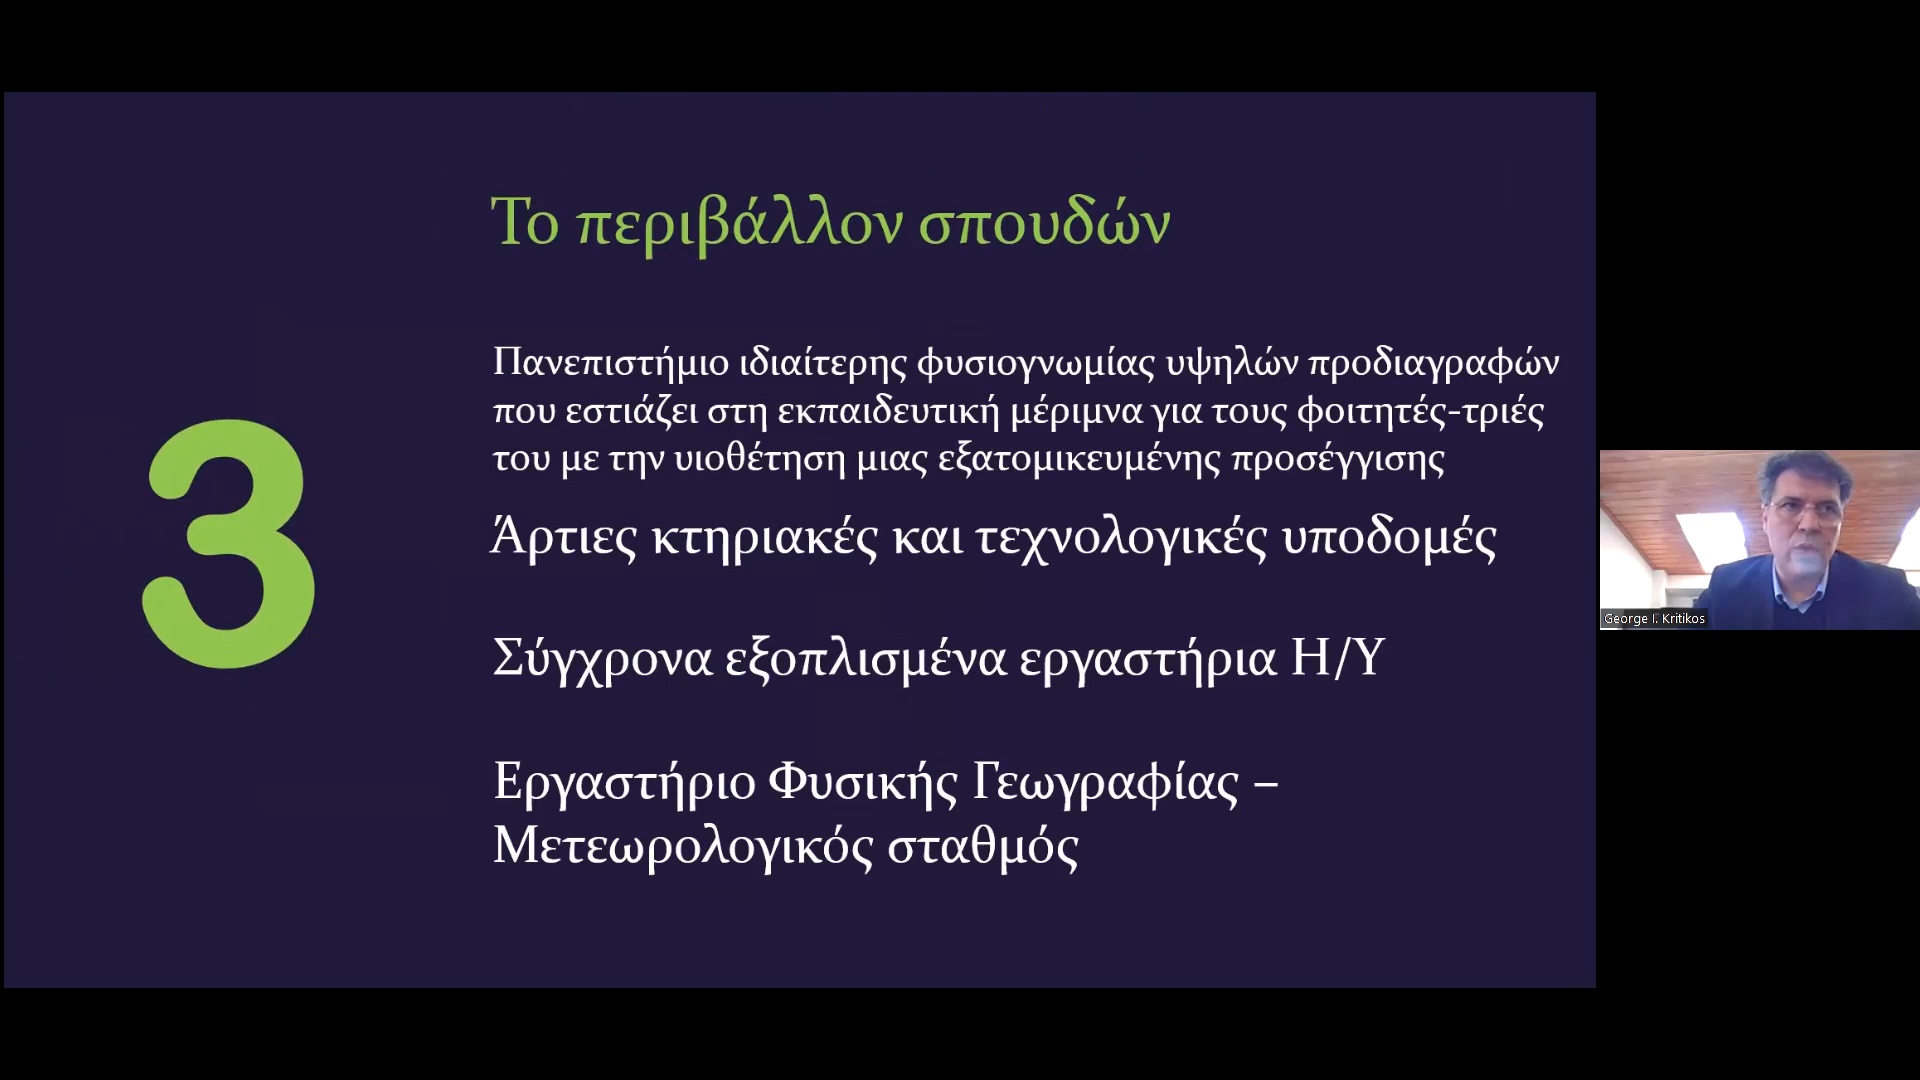 3
Το περιβάλλον σπουδών
Πανεπιστήμιο ιδιαίτερης φυσιογνωμίας υψηλών προδιαγραφών
που εστιάζει στη εκπαιδευτική μέριμνα για τους φοιτητές-τριές
του με την υιοθέτηση μιας εξατομικευμένης προσέγγισης
Άρτιες κτηριακές και τεχνολογικές υποδομές
Σύγχρονα εξοπλισμένα εργαστήρια Η/Υ
Εργαστήριο Φυσικής Γεωγραφίας –
Μετεωρολογικός σταθμός
George I. Kritikos